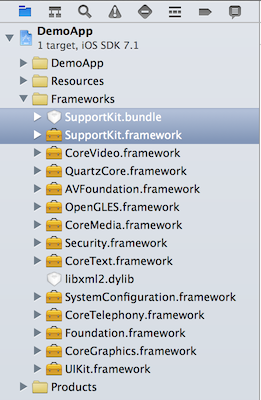 DemoApp
1 target, iOS SDK 7.1
DemoApp
Resources
Frameworks
SupportKit.bundle
SupportKit.framework
CoreVideo.framework
QuartzCore.framework
AVFoundation.framework
OpenGLES.framework
CoreMedia.framework
Security.framework
CoreText.framework
libxml2.dylib
SystemConfiguration.framework
CoreTelephony.framework
Foundation.framework
CoreGraphics.framework
UIKit.framework
Products